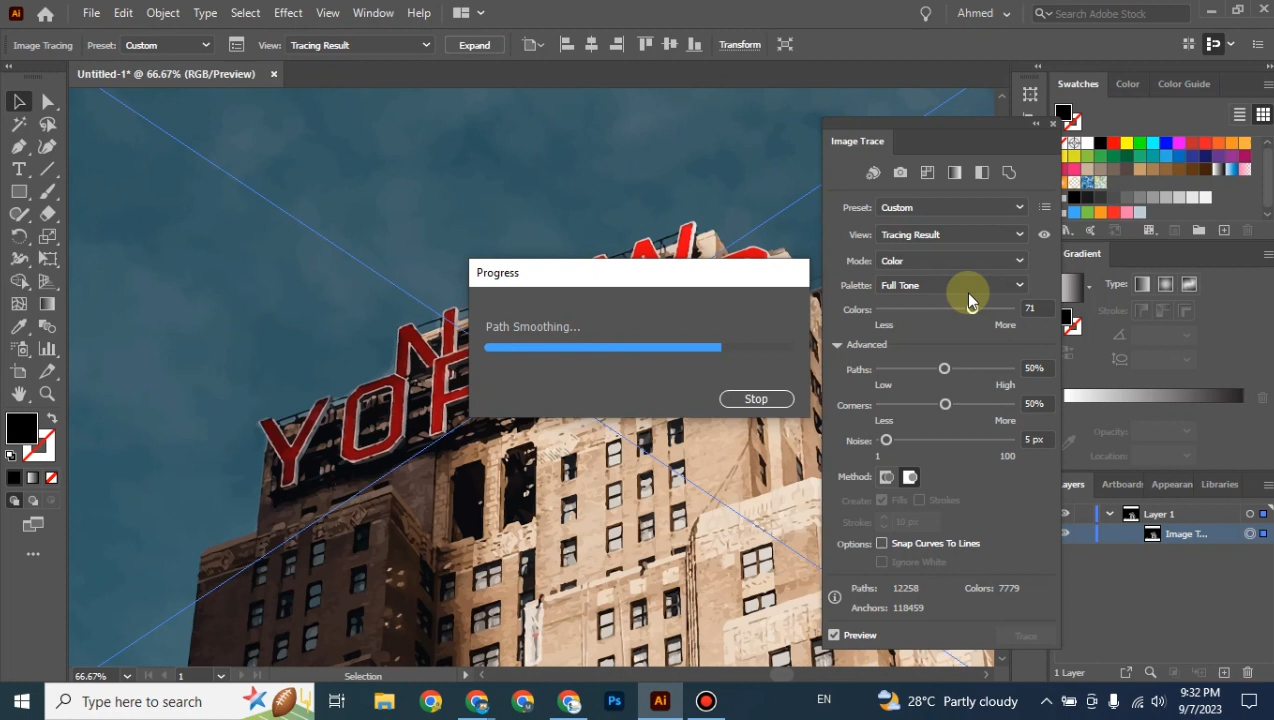 Ai File Edit Object Type Select Effect View Window Help Ahmed Search Adobe Stock
Image Tracing Preset: Custom View: Tracing Result Expand Transform
Untitled-1* @ 66.67% (RGB/Preview)
Swatches Color Color Guide
Image Trace
Preset: Custom
View: Tracing Result
Mode: Color
Palette: Full Tone
Colors: 71
Less More
Advanced
Paths: 50%
Low High
Corners: 50%
Less More
Noise: 5 px
1 100
Method:
Create: Fills Strokes
Stroke: 10 px
Options: Snap Curves To Lines
Ignore White
Paths: 12258 Colors: 7779
Anchors: 118459
Preview Trace
Progress
Path Smoothing...
Stop
YO
Gradient
Type:
Stroke:
Opacity:
Location:
Layers Artboards Appearan Libraries
Layer 1
Image T...
1 Layer
66.67% 1 Selection
Type here to search Ps Ai EN 28°C Partly cloudy 9:32 PM
9/7/2023